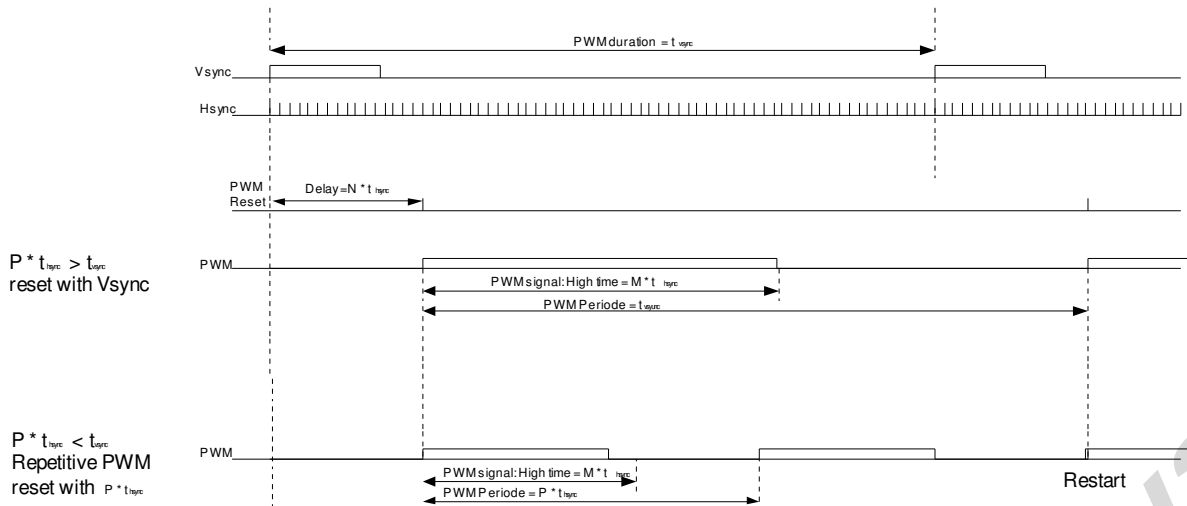 PWM duration = t vsync
Vsync
Hsync
PWM
Reset
Delay=N * t hsync
P * t hsync > t vsync
reset with Vsync
PWM
PWM signal: High time = M * t hsync
PWM Periode = t vsyunc
P * t hsync < t vsync
Repetitive PWM
reset with P * t hsync
PWM
PWM signal: High time = M * t hsync
PWM Periode = P * t hsync
Restart